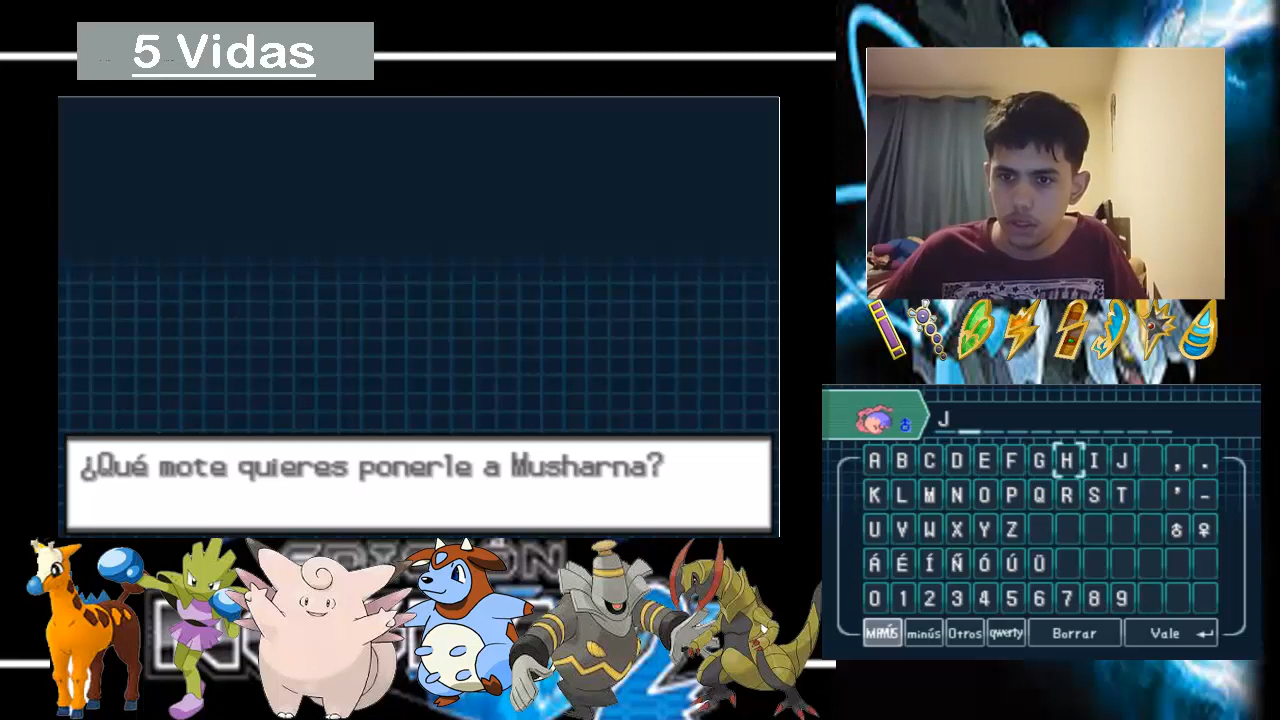 5 Vidas
¿Qué mote quieres ponerle a Musharna?
J
A B C D E F G H I J , .
K L M N O P Q R S T ' -
U V W X Y Z ♂ ♀
Á É Í Ñ Ó Ú Ü
0 1 2 3 4 5 6 7 8 9
MAYÚS minús Otros qwerty Borrar Vale
EDICIÓN